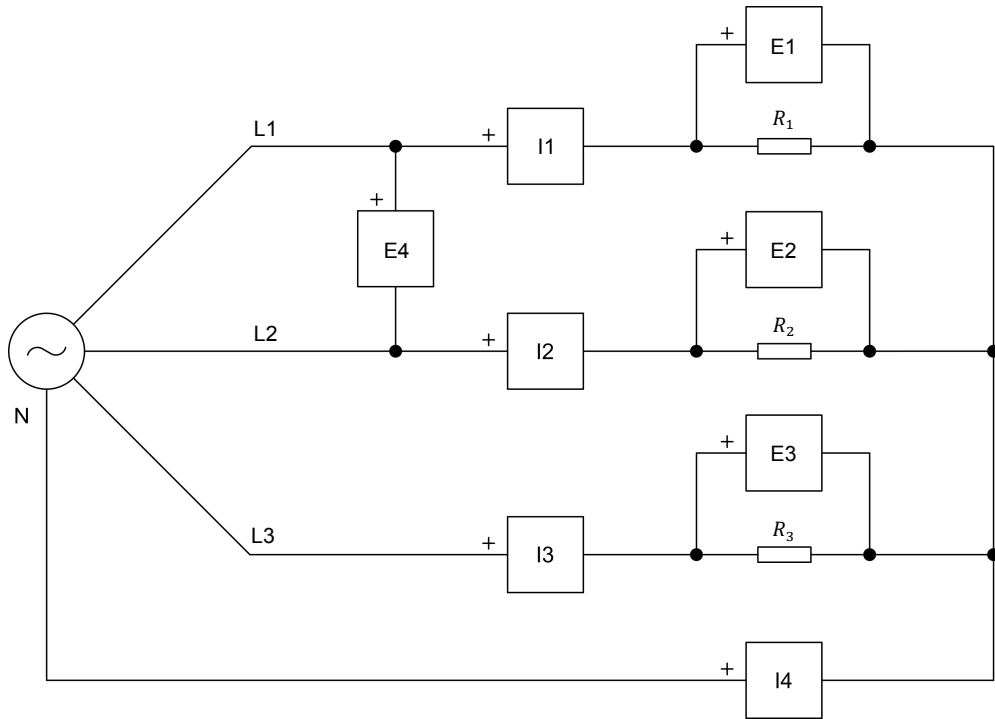 + E1
R₁
L1
+ I1
+
E4
+ E2
R₂
L2
+ I2
N
+ E3
R₃
L3
+ I3
+ I4